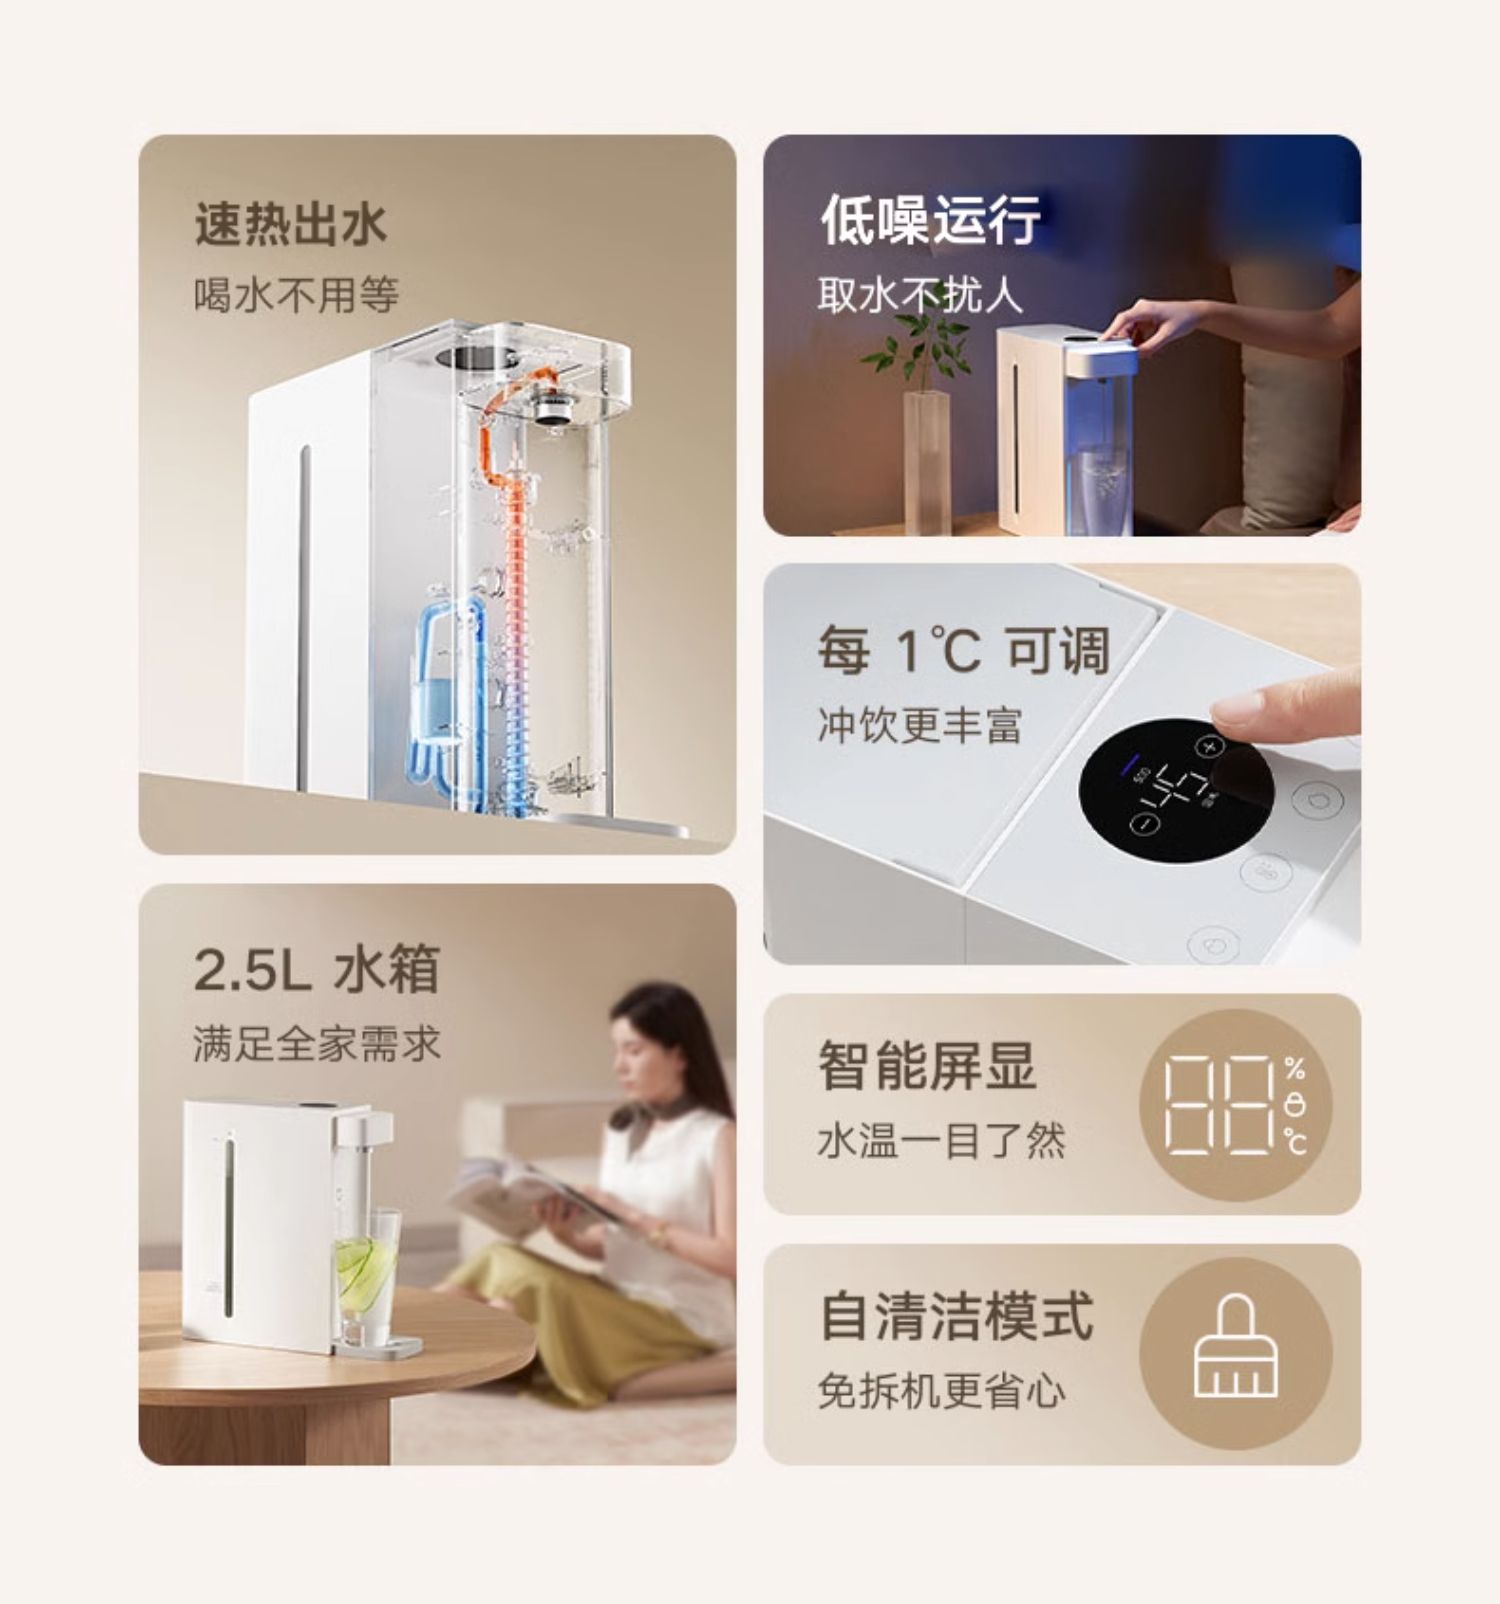 速热出水
喝水不用等
低噪运行
取水不扰人
每 1℃ 可调
冲饮更丰富
2.5L 水箱
满足全家需求
智能屏显
水温一目了然
88 %
℃
自清洁模式
免拆机更省心